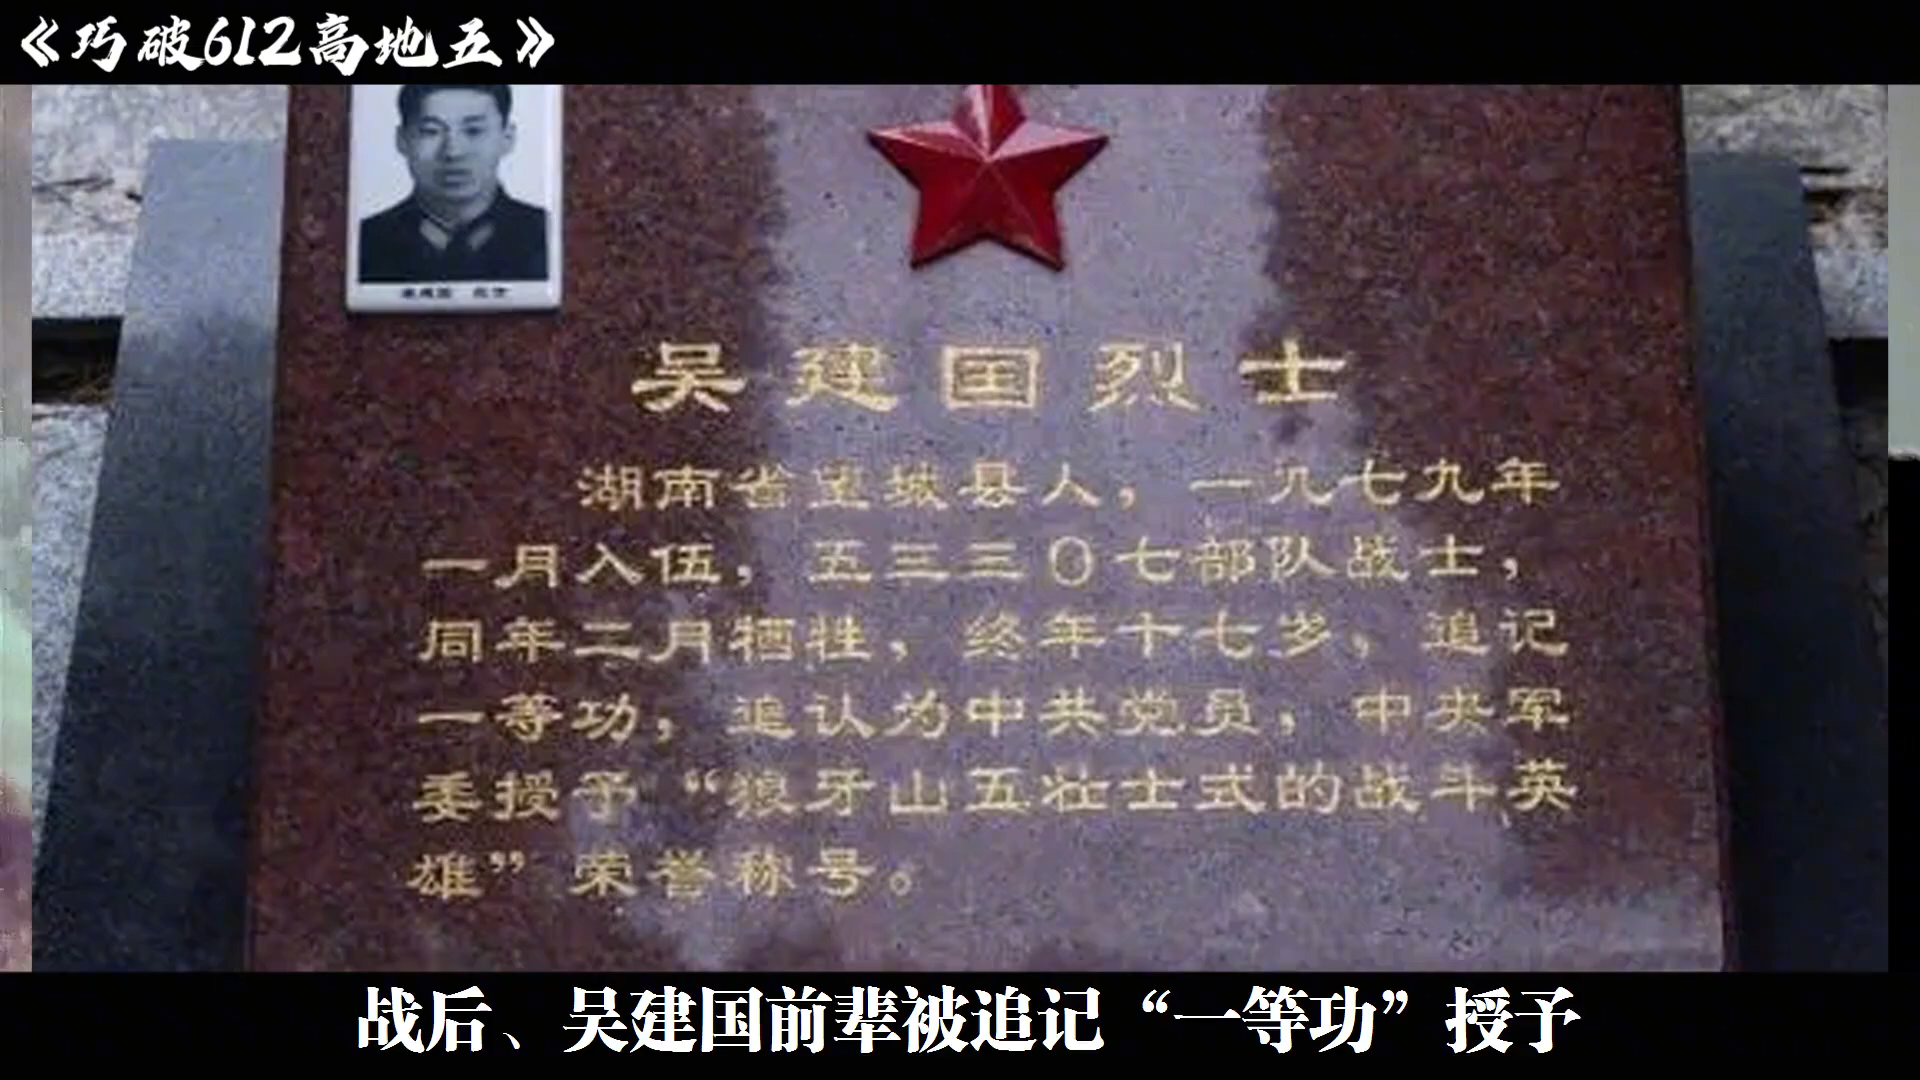 《巧破612高地五》
吴建国烈士
湖南省望城县人，一九七九年
一月入伍，五三三〇七部队战士，
同年二月牺牲，终年十七岁，追记
一等功，追认为中共党员，中央军
委授予“狼牙山五壮士式的战斗英
雄”荣誉称号。
战后、吴建国前辈被追记“一等功”授予